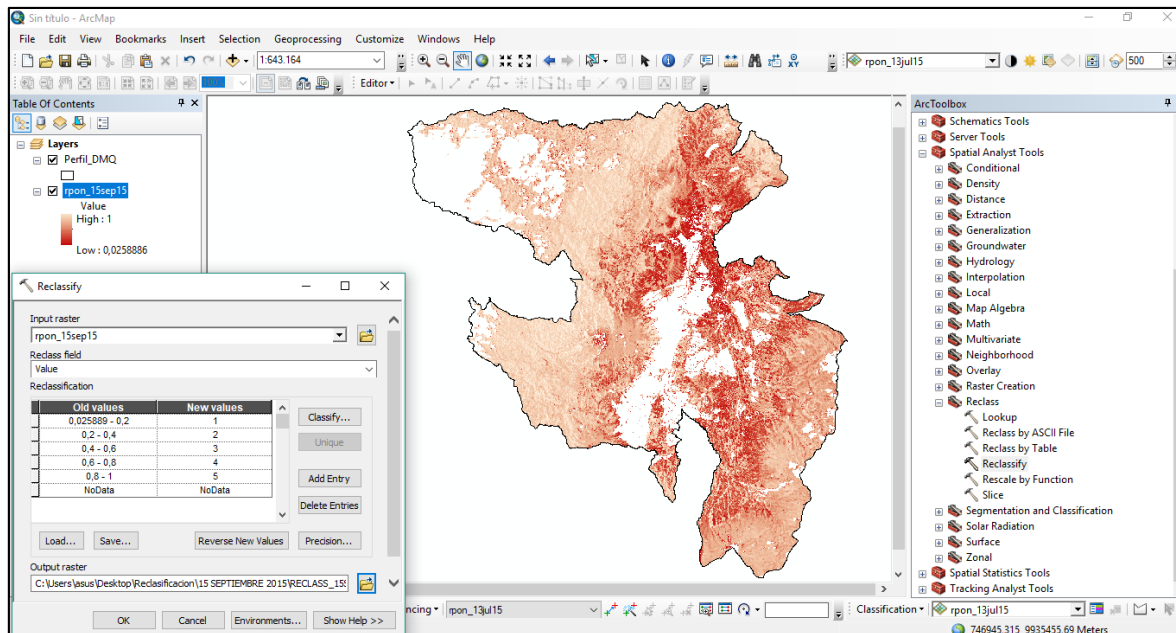 Sin título - ArcMap
File Edit View Bookmarks Insert Selection Geoprocessing Customize Windows Help
1:643.164
rpon_13jul15
500
Editor
Table Of Contents
Layers
Perfil_DMQ
rpon_15sep15
Value
High : 1
Low : 0,0258886
ArcToolbox
Schematics Tools
Server Tools
Spatial Analyst Tools
Conditional
Density
Distance
Extraction
Generalization
Groundwater
Hydrology
Interpolation
Local
Map Algebra
Math
Multivariate
Neighborhood
Overlay
Raster Creation
Reclass
Lookup
Reclass by ASCII File
Reclass by Table
Reclassify
Rescale by Function
Slice
Segmentation and Classification
Solar Radiation
Surface
Zonal
Spatial Statistics Tools
Tracking Analyst Tools
Reclassify
Input raster
rpon_15sep15
Reclass field
Value
Reclassification
Old values New values
0,025889 - 0,2 1
0,2 - 0,4 2
0,4 - 0,6 3
0,6 - 0,8 4
0,8 - 1 5
NoData NoData
Classify...
Unique
Add Entry
Delete Entries
Load... Save... Reverse New Values Precision...
Output raster
C:\Users\asus\Desktop\Reclasificacion\15 SEPTIEMBRE 2015\RECLASS_15S
OK Cancel Environments... Show Help >>
ncing rpon_13jul15
Classification rpon_13jul15
746945,315 9935455,69 Meters